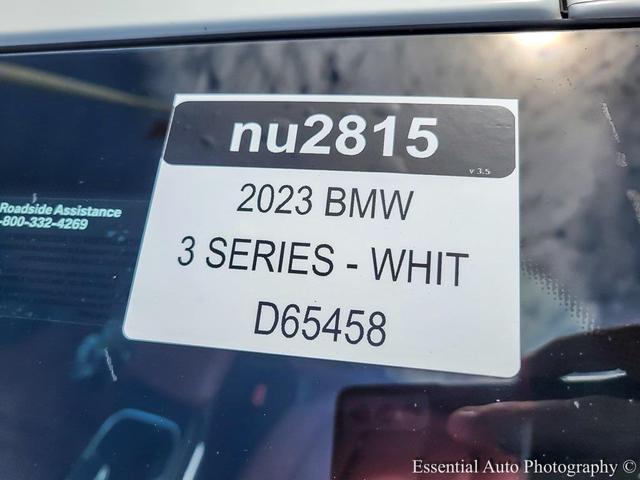 nu2815
v 3.5
2023 BMW
3 SERIES - WHIT
D65458
Roadside Assistance
-800-332-4269
Essential Auto Photography ©